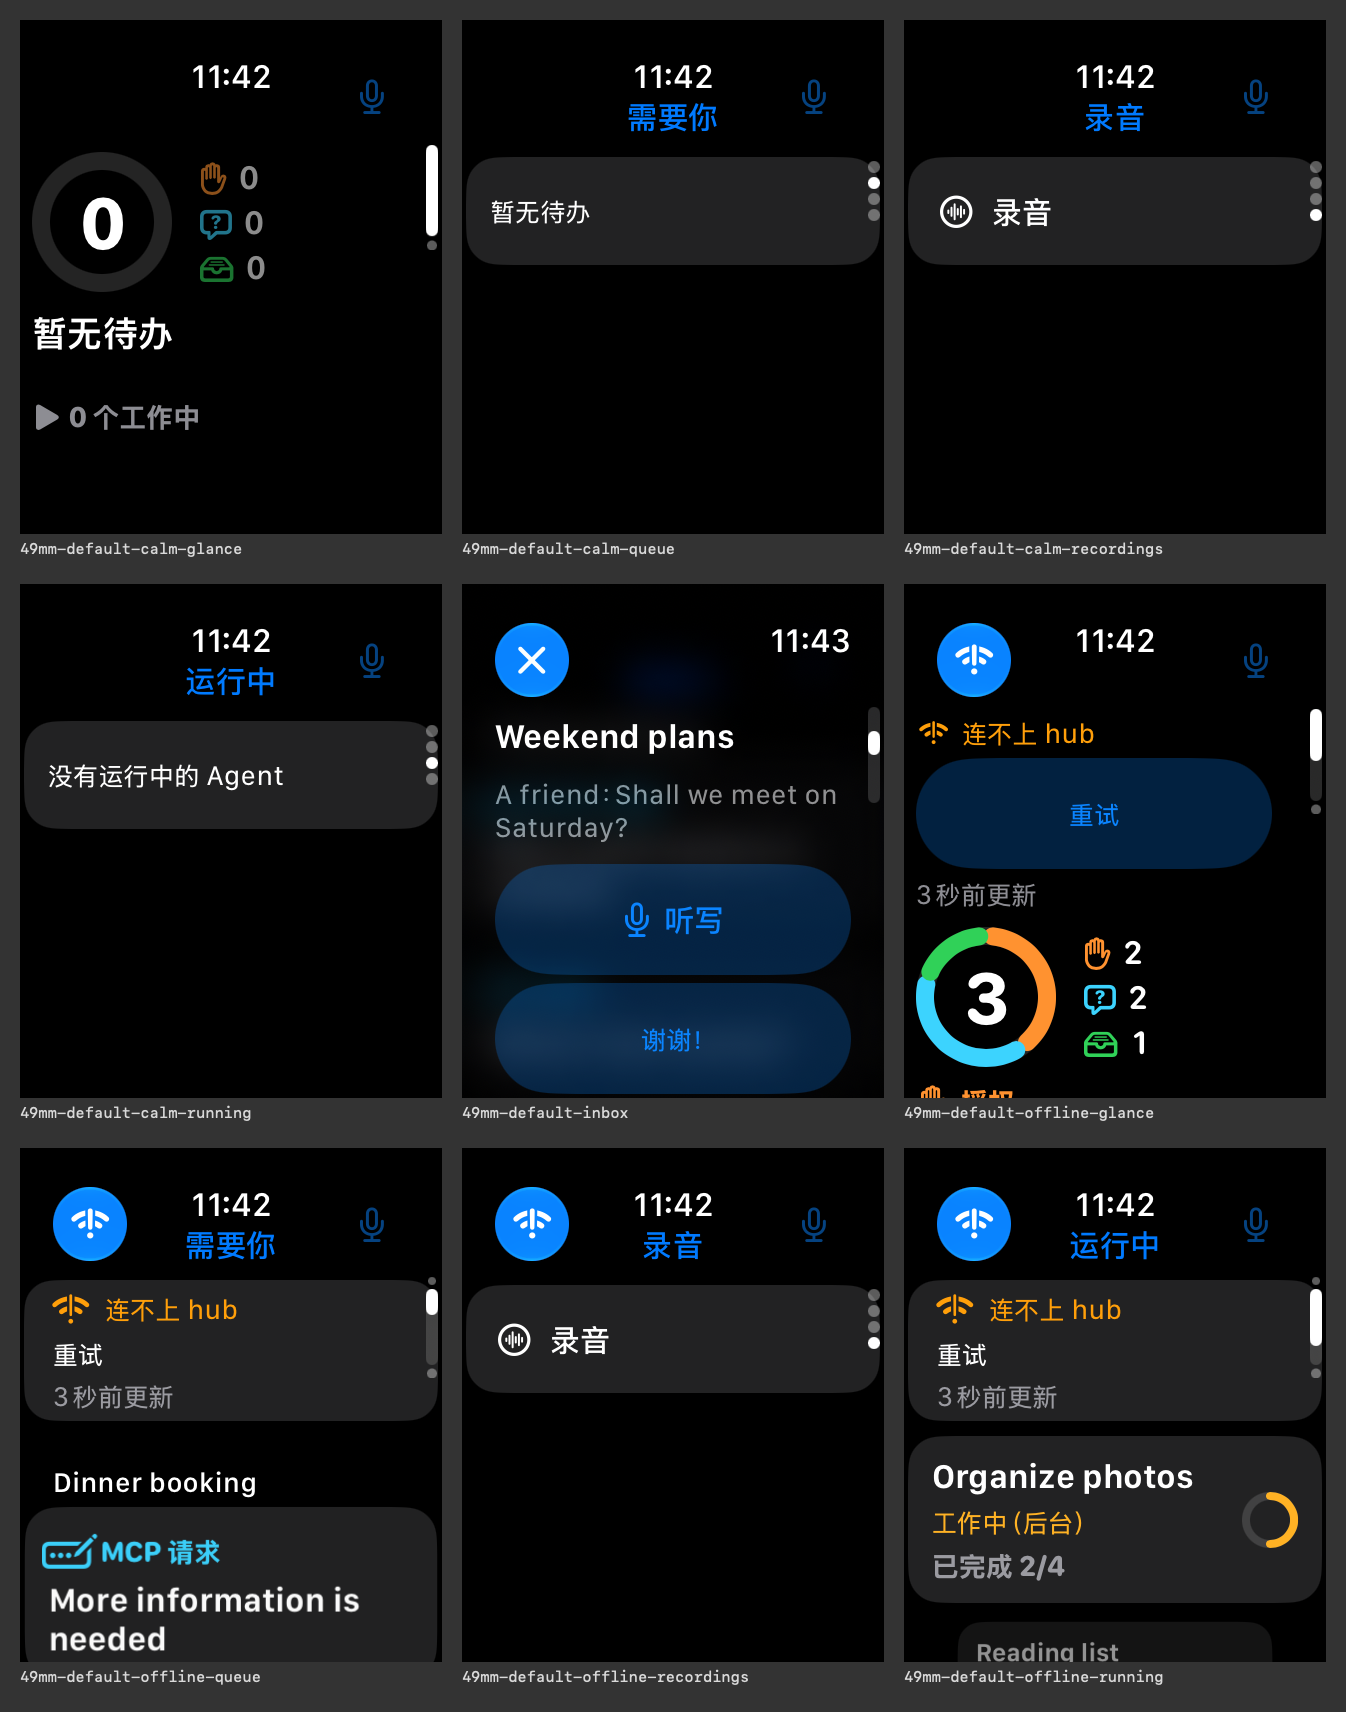 11:42
0
0
0
0
暂无待办
0 个工作中
49mm-default-calm-glance
11:42
需要你
暂无待办
49mm-default-calm-queue
11:42
录音
录音
49mm-default-calm-recordings
11:42
运行中
没有运行中的 Agent
49mm-default-calm-running
11:43
Weekend plans
A friend: Shall we meet on
Saturday?
听写
谢谢！
49mm-default-inbox
11:42
连不上 hub
重试
3 秒前更新
3
2
2
1
授权
49mm-default-offline-glance
11:42
需要你
连不上 hub
重试
3 秒前更新
Dinner booking
MCP 请求
More information is
needed
49mm-default-offline-queue
11:42
录音
录音
49mm-default-offline-recordings
11:42
运行中
连不上 hub
重试
3 秒前更新
Organize photos
工作中（后台）
已完成 2/4
Reading list
49mm-default-offline-running